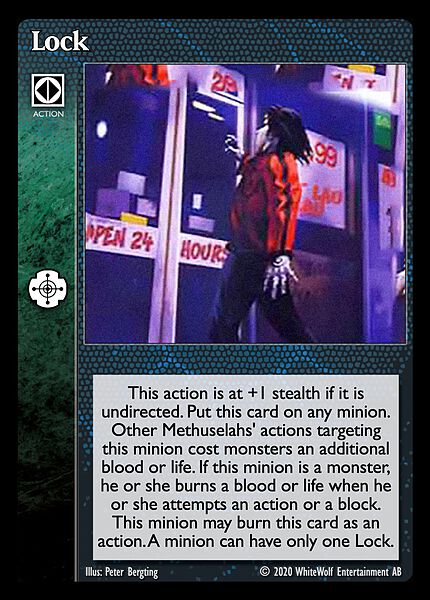 Lock
ACTION
29
99
OPEN 24
HOURS
This action is at +1 stealth if it is
undirected. Put this card on any minion.
Other Methuselahs' actions targeting
this minion cost monsters an additional
blood or life. If this minion is a monster,
he or she burns a blood or life when he
or she attempts an action or a block.
This minion may burn this card as an
action. A minion can have only one Lock.
Illus: Peter Bergting
© 2020 WhiteWolf Entertainment AB